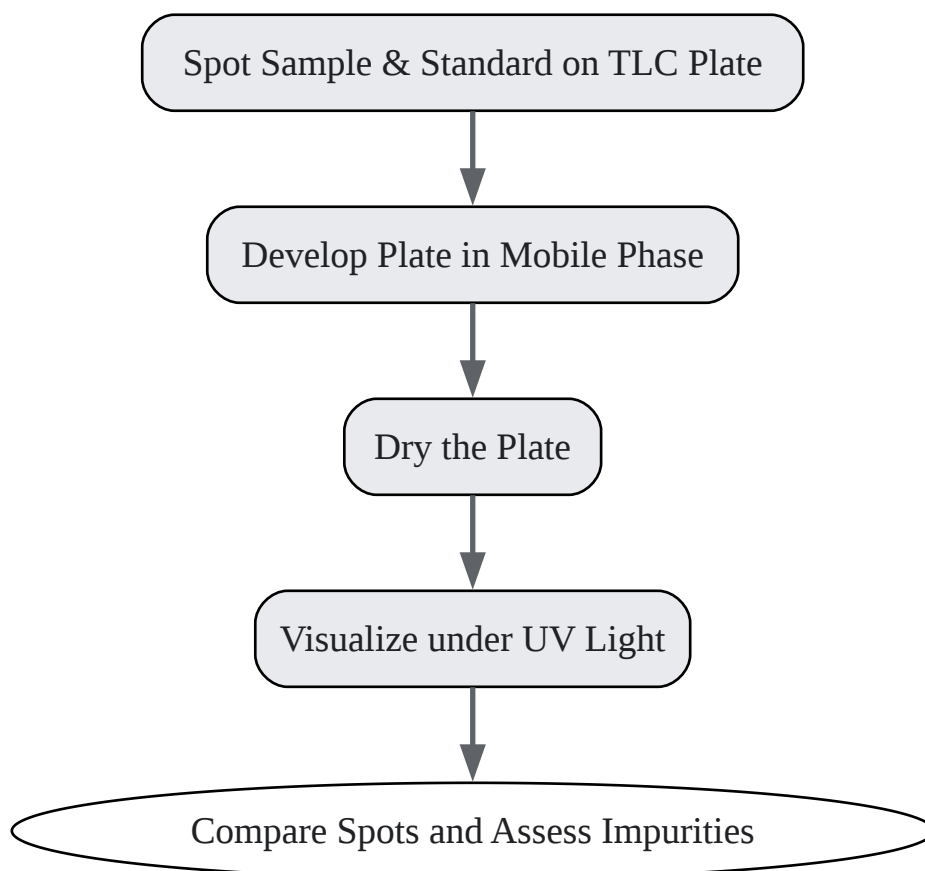 Spot Sample & Standard on TLC Plate
Develop Plate in Mobile Phase
Dry the Plate
Visualize under UV Light
Compare Spots and Assess Impurities